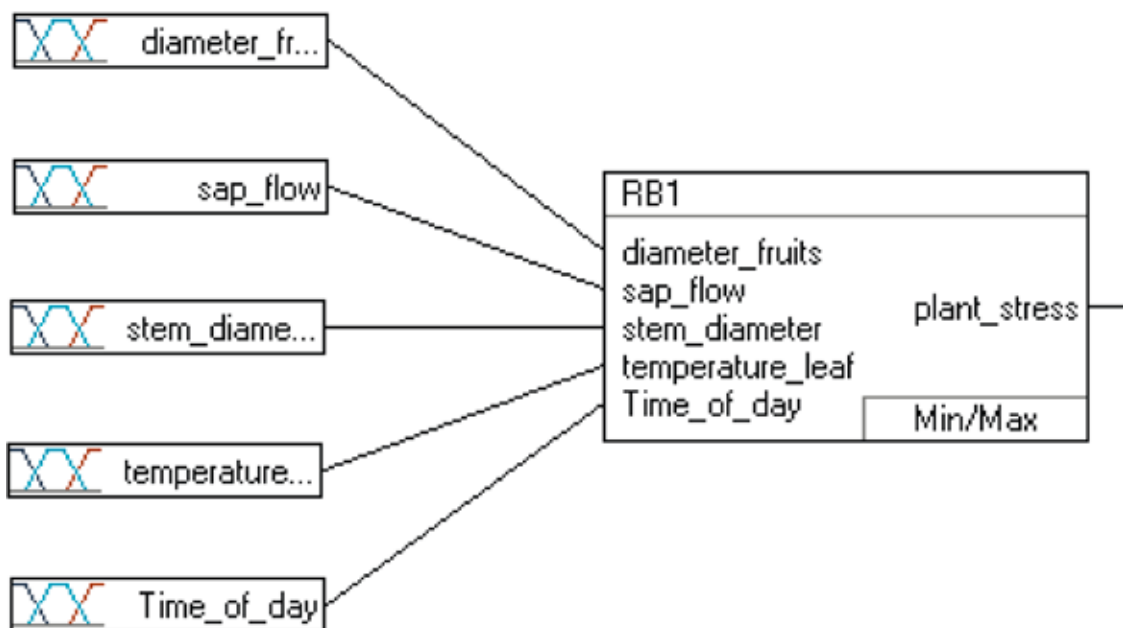 diameter_fr...
sap_flow
stem_diame...
temperature...
Time_of_day
RB1
diameter_fruits
sap_flow
stem_diameter
temperature_leaf
Time_of_day
plant_stress
Min/Max